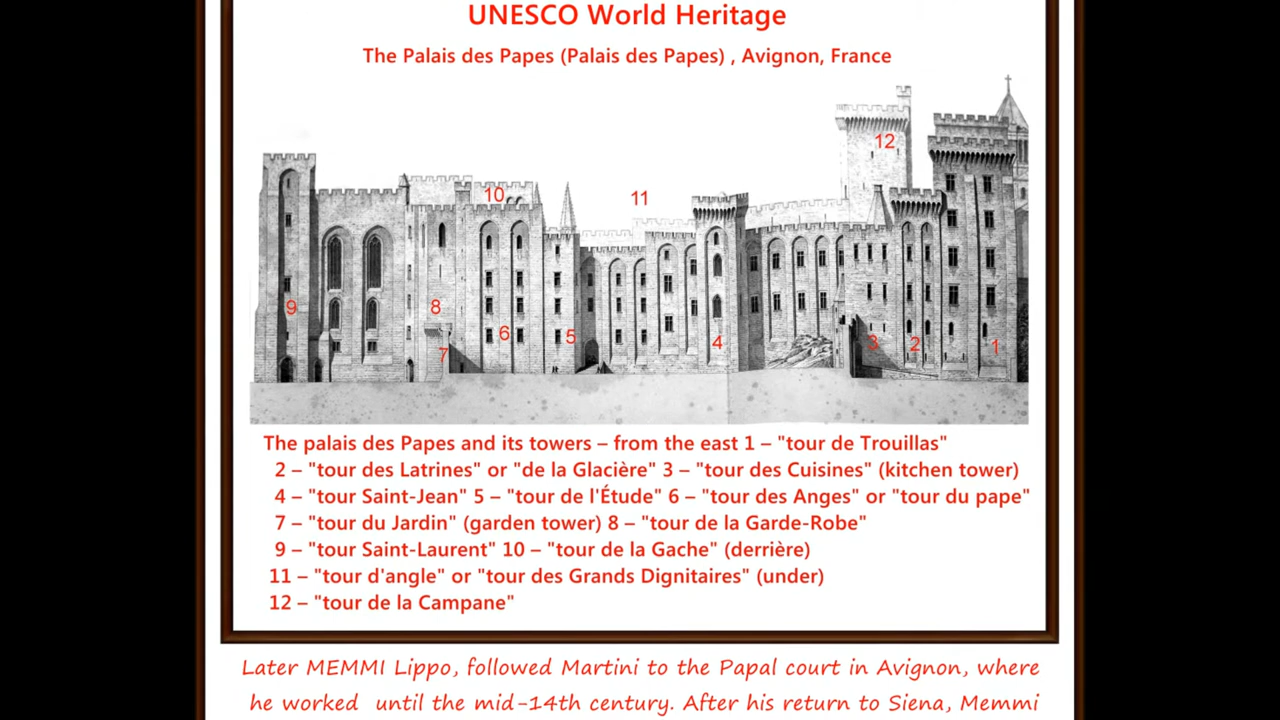 UNESCO World Heritage
The Palais des Papes (Palais des Papes) , Avignon, France
12
10
11
9
8
6
5
4
3
2
1
7
The palais des Papes and its towers – from the east 1 – "tour de Trouillas"
2 – "tour des Latrines" or "de la Glacière" 3 – "tour des Cuisines" (kitchen tower)
4 – "tour Saint-Jean" 5 – "tour de l'Étude" 6 – "tour des Anges" or "tour du pape"
7 – "tour du Jardin" (garden tower) 8 – "tour de la Garde-Robe"
9 – "tour Saint-Laurent" 10 – "tour de la Gache" (derrière)
11 – "tour d'angle" or "tour des Grands Dignitaires" (under)
12 – "tour de la Campane"
Later MEMMI Lippo, followed Martini to the Papal court in Avignon, where
he worked until the mid-14th century. After his return to Siena, Memmi